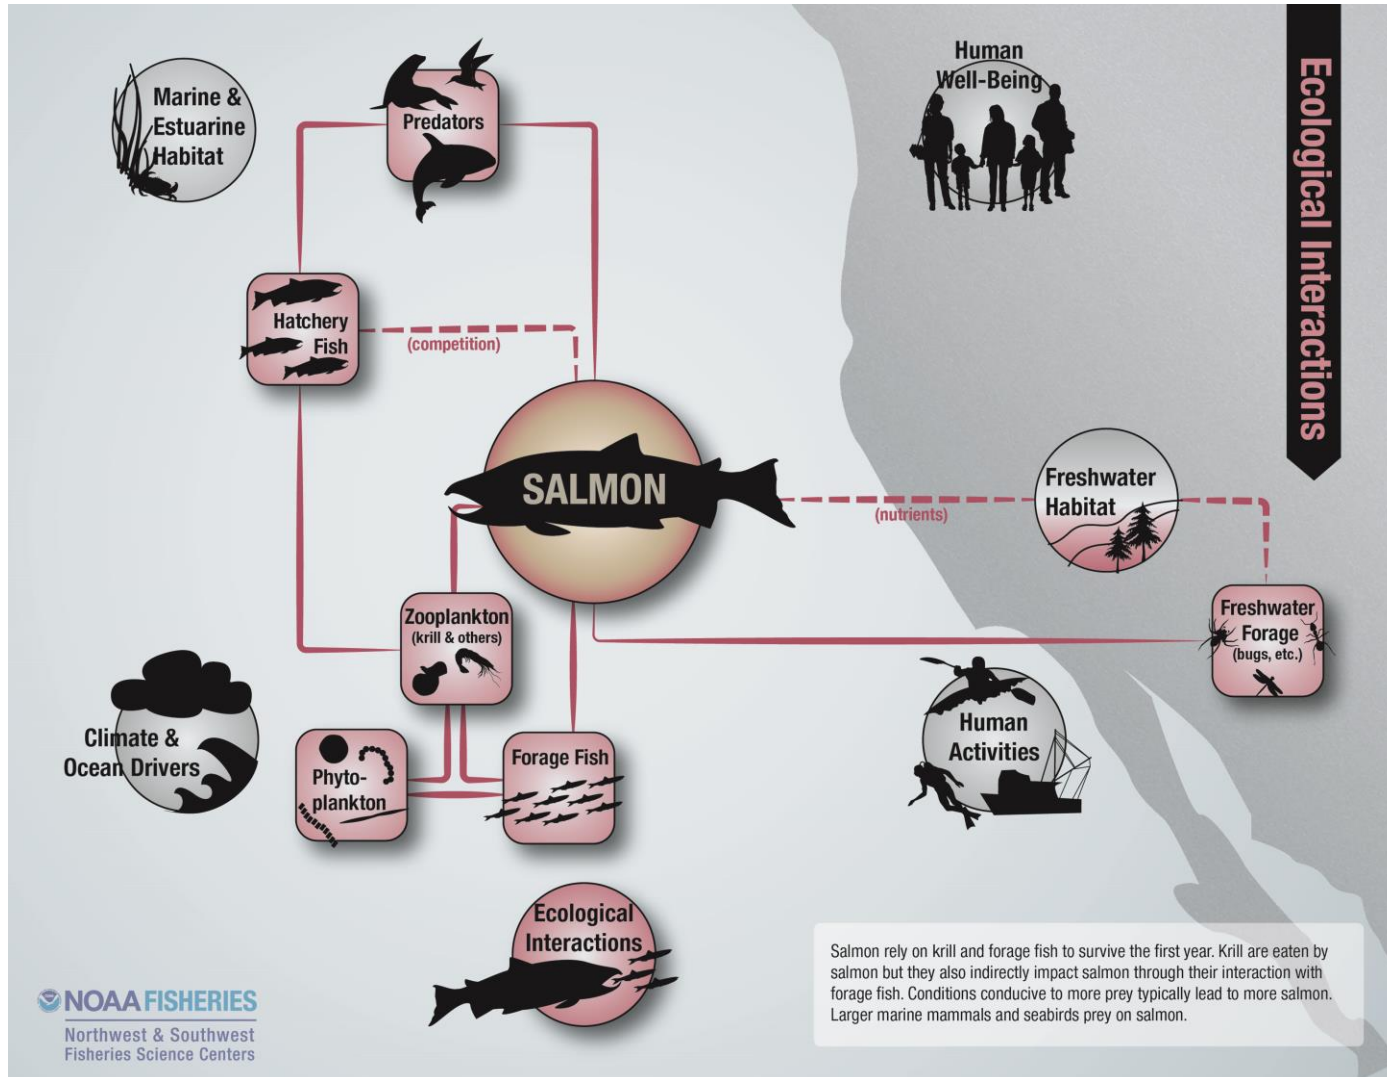 Marine &
Estuarine
Habitat
Predators
Human
Well-Being
Ecological Interactions
Hatchery
Fish
(competition)
SALMON
(nutrients)
Freshwater
Habitat
Zooplankton
(krill & others)
Freshwater
Forage
(bugs, etc.)
Climate &
Ocean Drivers
Phyto-
plankton
Forage Fish
Human
Activities
Ecological
Interactions
Salmon rely on krill and forage fish to survive the first year. Krill are eaten by
salmon but they also indirectly impact salmon through their interaction with
forage fish. Conditions conducive to more prey typically lead to more salmon.
Larger marine mammals and seabirds prey on salmon.
NOAA FISHERIES
Northwest & Southwest
Fisheries Science Centers